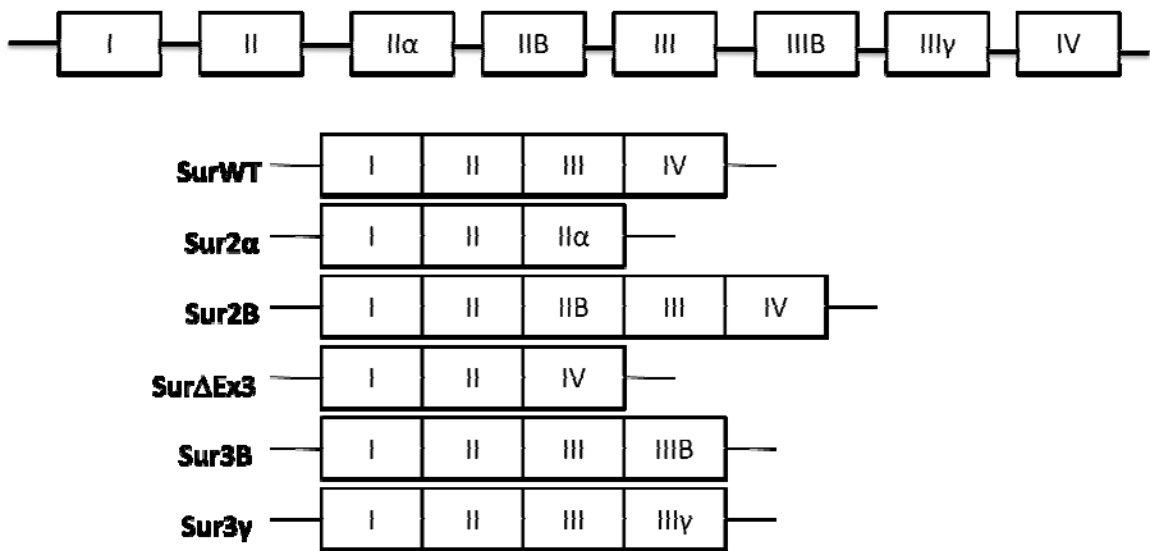 I II IIα IIB III IIIB IIIγ IV
SurWT I II III IV
Sur2α I II IIα
Sur2B I II IIB III IV
SurΔEx3 I II IV
Sur3B I II III IIIB
Sur3γ I II III IIIγ